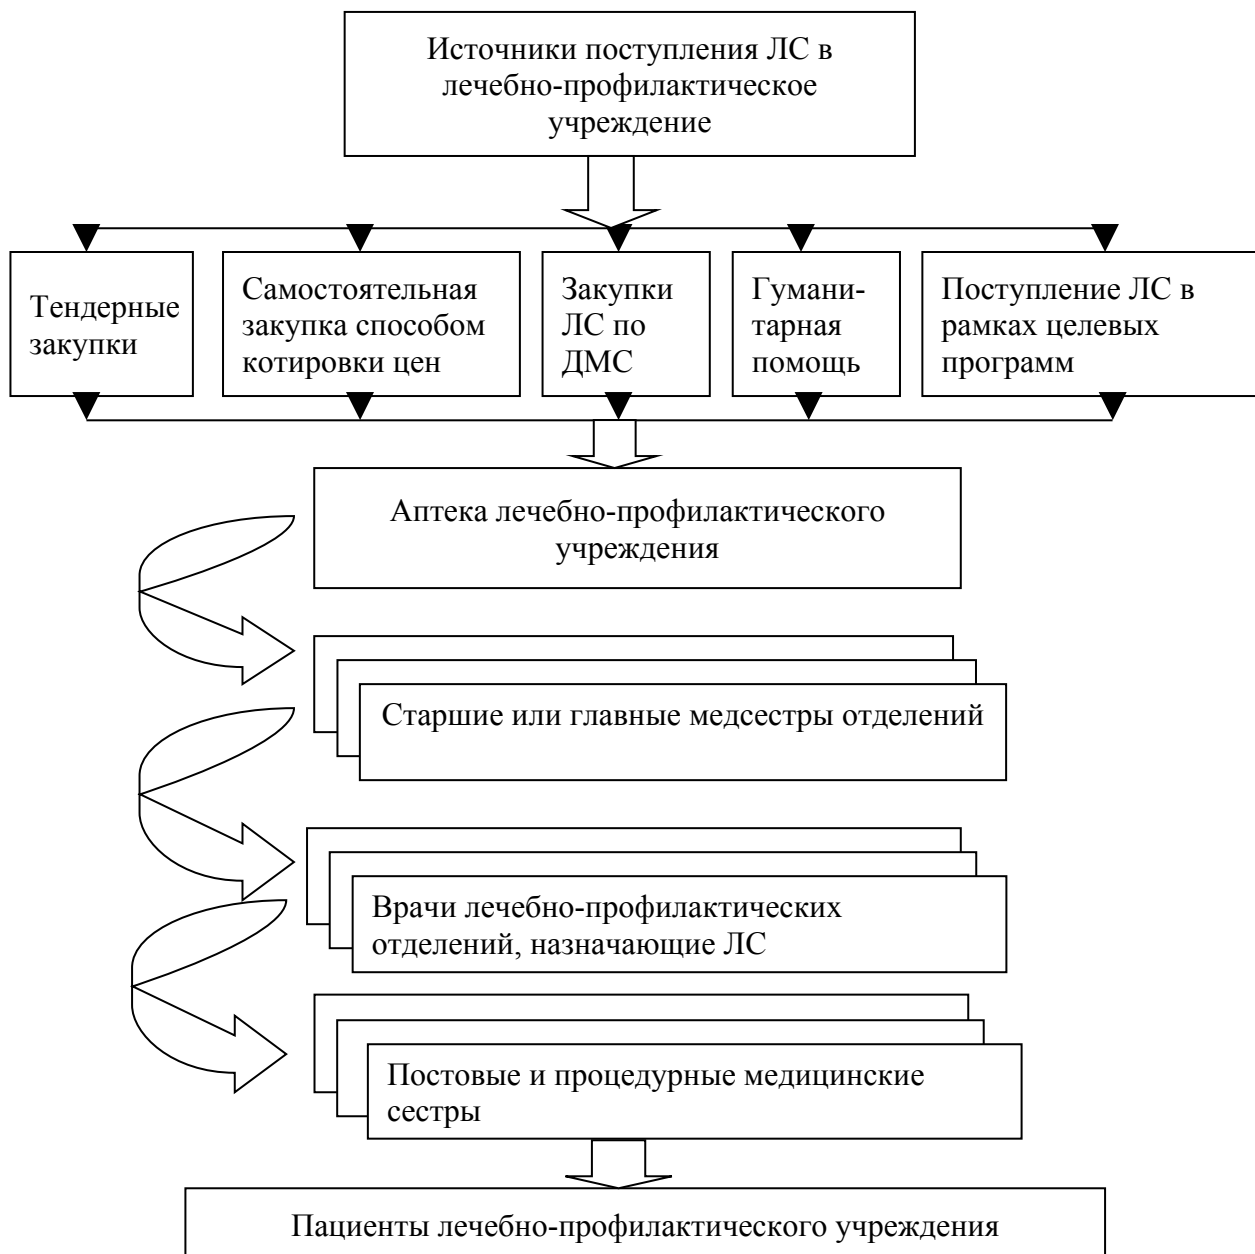 Источники поступления ЛС в
лечебно-профилактическое
учреждение
Тендерные
закупки
Самостоятельная
закупка способом
котировки цен
Закупки
ЛС по
ДМС
Гумани-
тарная
помощь
Поступление ЛС в
рамках целевых
программ
Аптека лечебно-профилактического
учреждения
Старшие или главные медсестры отделений
Врачи лечебно-профилактических
отделений, назначающие ЛС
Постовые и процедурные медицинские
сестры
Пациенты лечебно-профилактического учреждения